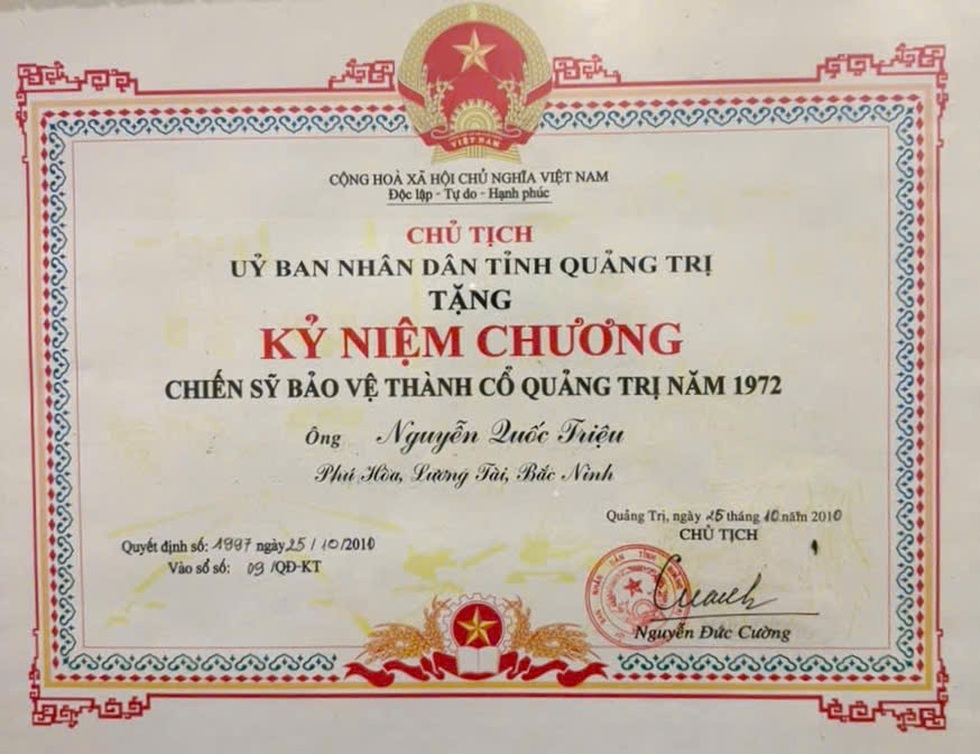 VIỆT NAM
CỘNG HOÀ XÃ HỘI CHỦ NGHĨA VIỆT NAM
Độc lập - Tự do - Hạnh phúc
CHỦ TỊCH
UỶ BAN NHÂN DÂN TỈNH QUẢNG TRỊ
TẶNG
KỶ NIỆM CHƯƠNG
CHIẾN SỸ BẢO VỆ THÀNH CỔ QUẢNG TRỊ NĂM 1972
Ông Nguyễn Quốc Triệu
Phú Hòa, Lương Tài, Bắc Ninh
Quảng Trị, ngày 25 tháng 10 năm 2010
CHỦ TỊCH
Quyết định số: 1997 ngày 25 / 10 /2010
Vào sổ số: 09 /QĐ-KT
Nguyễn Đức Cường